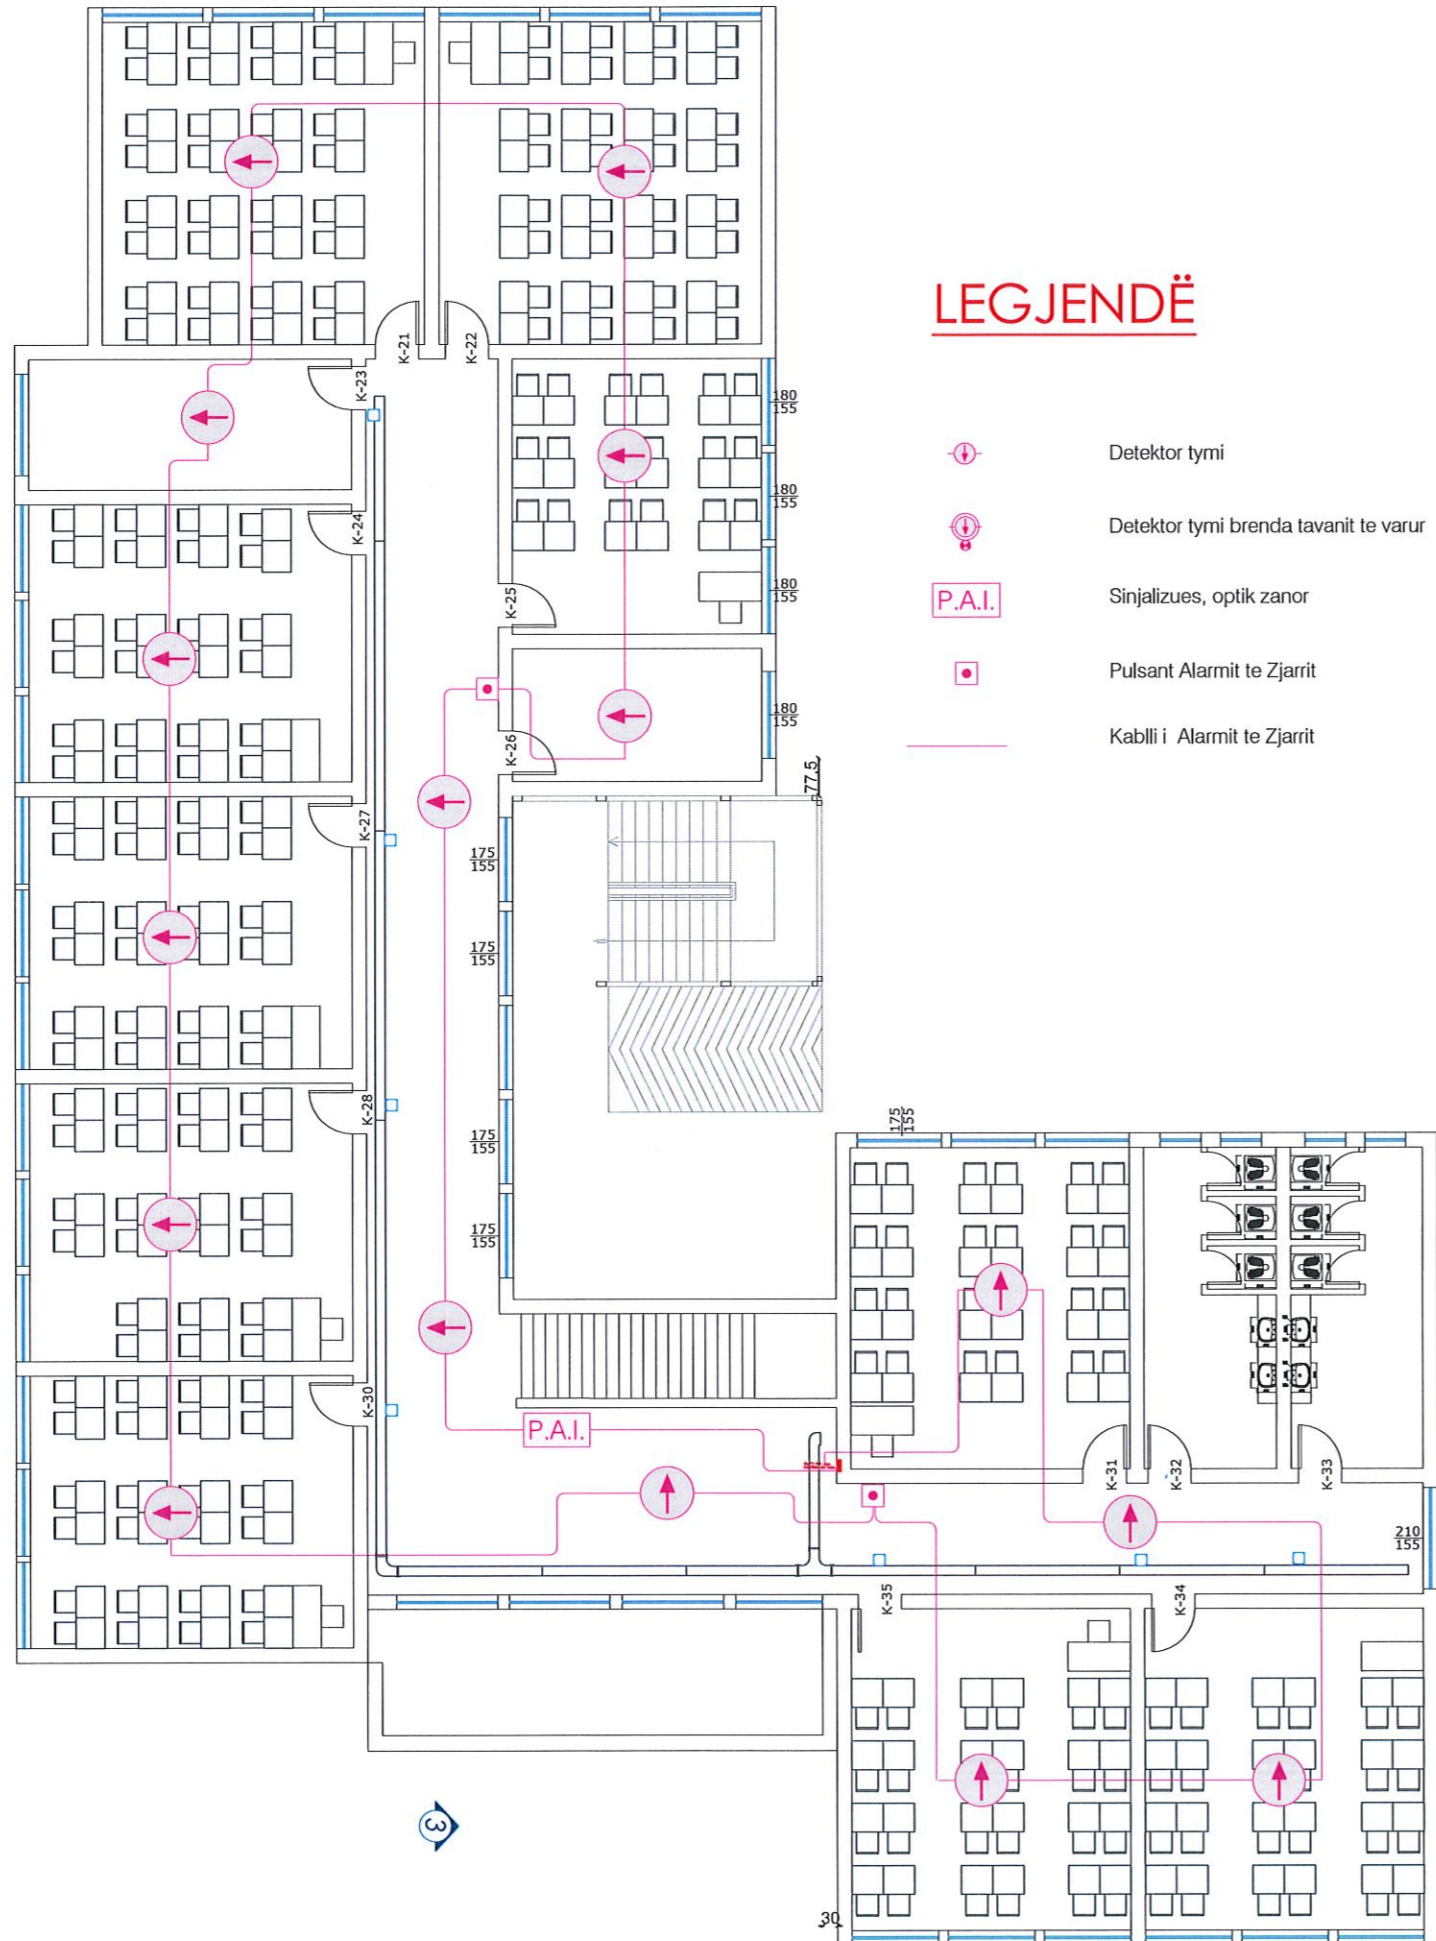 LEGJENDË
Detektor tymi
Detektor tymi brenda tavanit te varur
P.A.I.
Sinjalizues, optik zanor
Pulsant Alarmit te Zjarrit
Kablli i Alarmit te Zjarrit
K-21
K-22
K-23
180
155
180
155
K-24
180
155
K-25
180
155
K-26
77.5
K-27
175
155
175
155
K-28
175
155
175
155
175
155
K-30
P.A.I.
K-31
K-32
K-33
210
155
K-35
K-34
3
30